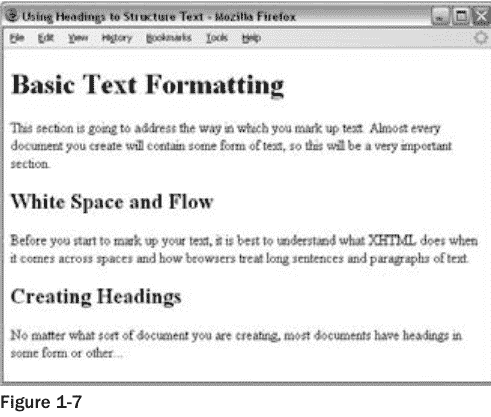 Using Headings to Structure Text - Mozilla Firefox
File Edit View History Bookmarks Tools Help
Basic Text Formatting
This section is going to address the way in which you mark up text. Almost every
document you create will contain some form of text, so this will be a very important
section.
White Space and Flow
Before you start to mark up your text, it is best to understand what XHTML does when
it comes across spaces and how browsers treat long sentences and paragraphs of text.
Creating Headings
No matter what sort of document you are creating, most documents have headings in
some form or other...
Figure 1-7